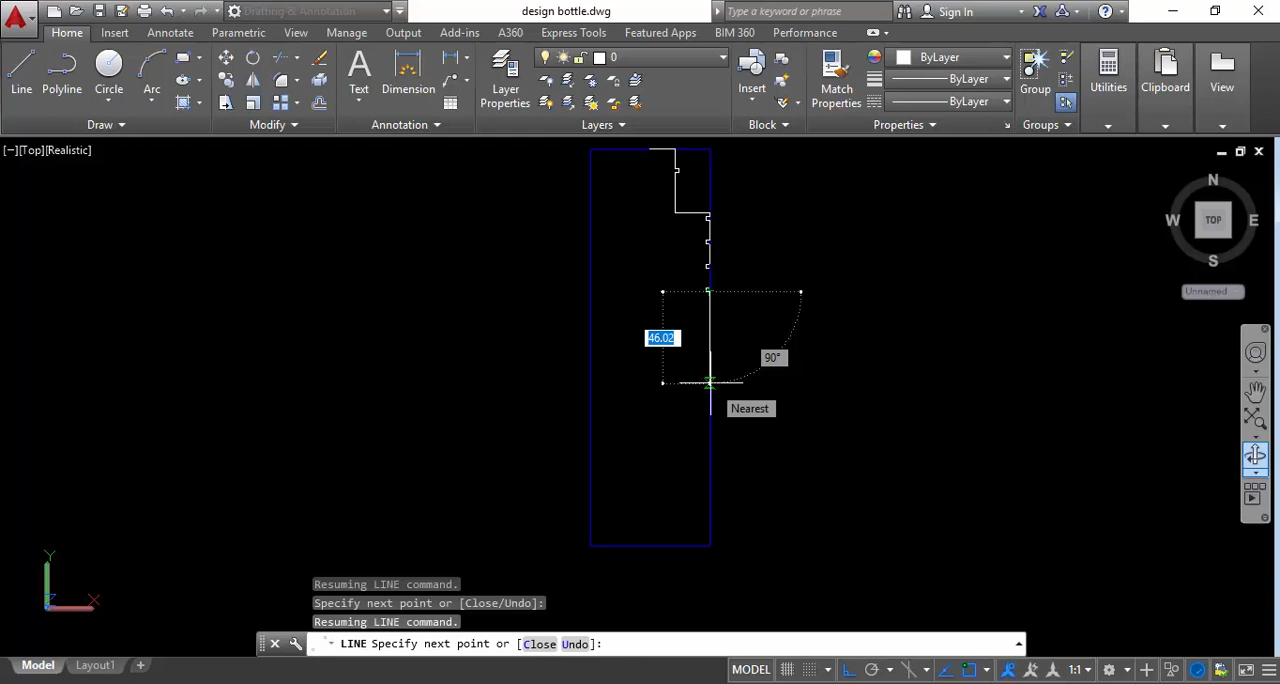 Drafting & Annotation
design bottle.dwg
Type a keyword or phrase
Sign In
Home
Insert
Annotate
Parametric
View
Manage
Output
Add-ins
A360
Express Tools
Featured Apps
BIM 360
Performance
Line
Polyline
Circle
Arc
Text
Dimension
Layer
Properties
0
Insert
Match
Properties
ByLayer
ByLayer
ByLayer
Group
Utilities
Clipboard
View
Draw
Modify
Annotation
Layers
Block
Properties
Groups
[−][Top][Realistic]
N
W
TOP
E
S
Unnamed
46.02
90°
Nearest
Y
X
Resuming LINE command.
Specify next point or [Close/Undo]:
Resuming LINE command.
LINE Specify next point or [Close Undo]:
Model
Layout1
MODEL
1:1